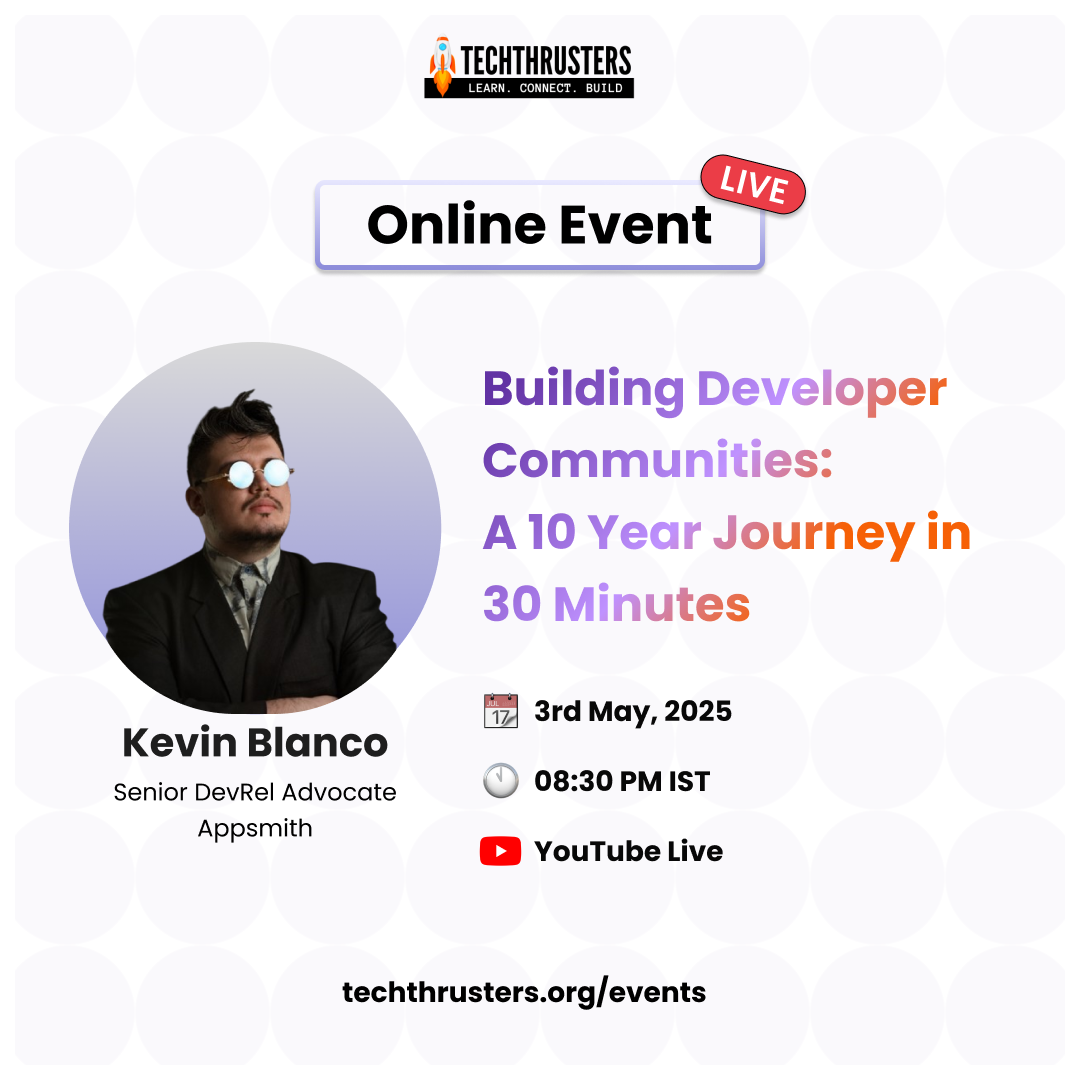 TECHTHRUSTERS
LEARN. CONNECT. BUILD
LIVE
Online Event
Building Developer
Communities:
A 10 Year Journey in
30 Minutes
JUL
17
3rd May, 2025
08:30 PM IST
YouTube Live
Kevin Blanco
Senior DevRel Advocate
Appsmith
techthrusters.org/events